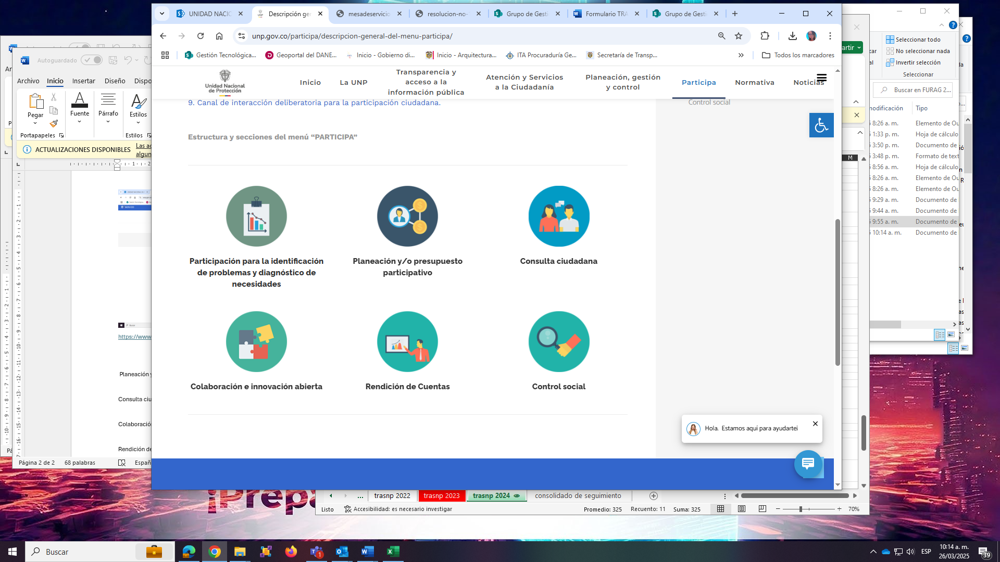 UNIDAD NACIO
Descripción gen
mesadeservicio
resolucion-no-
Grupo de Gesti
Formulario TRA
Grupo de Gesti
unp.gov.co/participa/descripcion-general-del-menu-participa/
Gestión Tecnológica...
Geoportal del DANE...
Inicio - Gobierno di...
Inicio - Arquitectura...
ITA Procuraduría Ge...
Secretaría de Transp...
Todos los marcadores
Unidad Nacional
de Protección
Inicio
La UNP
Transparencia y
acceso a la
información pública
Atención y Servicios
a la Ciudadanía
Planeación, gestión
y control
Participa
Normativa
Noticias
9. Canal de interacción deliberatoria para la participación ciudadana.
Control social
Estructura y secciones del menú “PARTICIPA”
Participación para la identificación
de problemas y diagnóstico de
necesidades
Planeación y/o presupuesto
participativo
Consulta ciudadana
Colaboración e innovación abierta
Rendición de Cuentas
Control social
Hola. Estamos aqui para ayudartei
Autoguardado
Archivo
Inicio
Insertar
Diseño
Dispo
Pegar
Fuente
Párrafo
Estilos
Portapapeles
Estilos
ACTUALIZACIONES DISPONIBLES
Las ac
algun
https://www
Planeación y
Consulta ciu
Colaboració
Rendición de
Página 2 de 2
68 palabras
Españ
Seleccionar todo
No seleccionar nada
Invertir selección
Seleccionar
artir
Buscar en FURAG 2...
modificación
Tipo
8:26 a. m.
Elemento de Ou
1:33 p. m.
Hoja de cálculo
3:50 p. m.
Documento de
3:48 p. m.
Formato de text
8:56 a. m.
Hoja de cálculo
8:26 a. m.
Elemento de Ou
8:26 a. m.
Elemento de Ou
9:29 a. m.
Documento de
9:44 a. m.
Documento de
9:55 a. m.
Documento de
10:14 a. m.
Documento de
M
¡Prepa
...
trasnp 2022
trasnp 2023
trasnp 2024
consolidado de seguimiento
Listo
Accesibilidad: es necesario investigar
Promedio: 325
Recuento: 11
Suma: 325
70%
Buscar
ESP
10:14 a. m.
26/03/2025
39